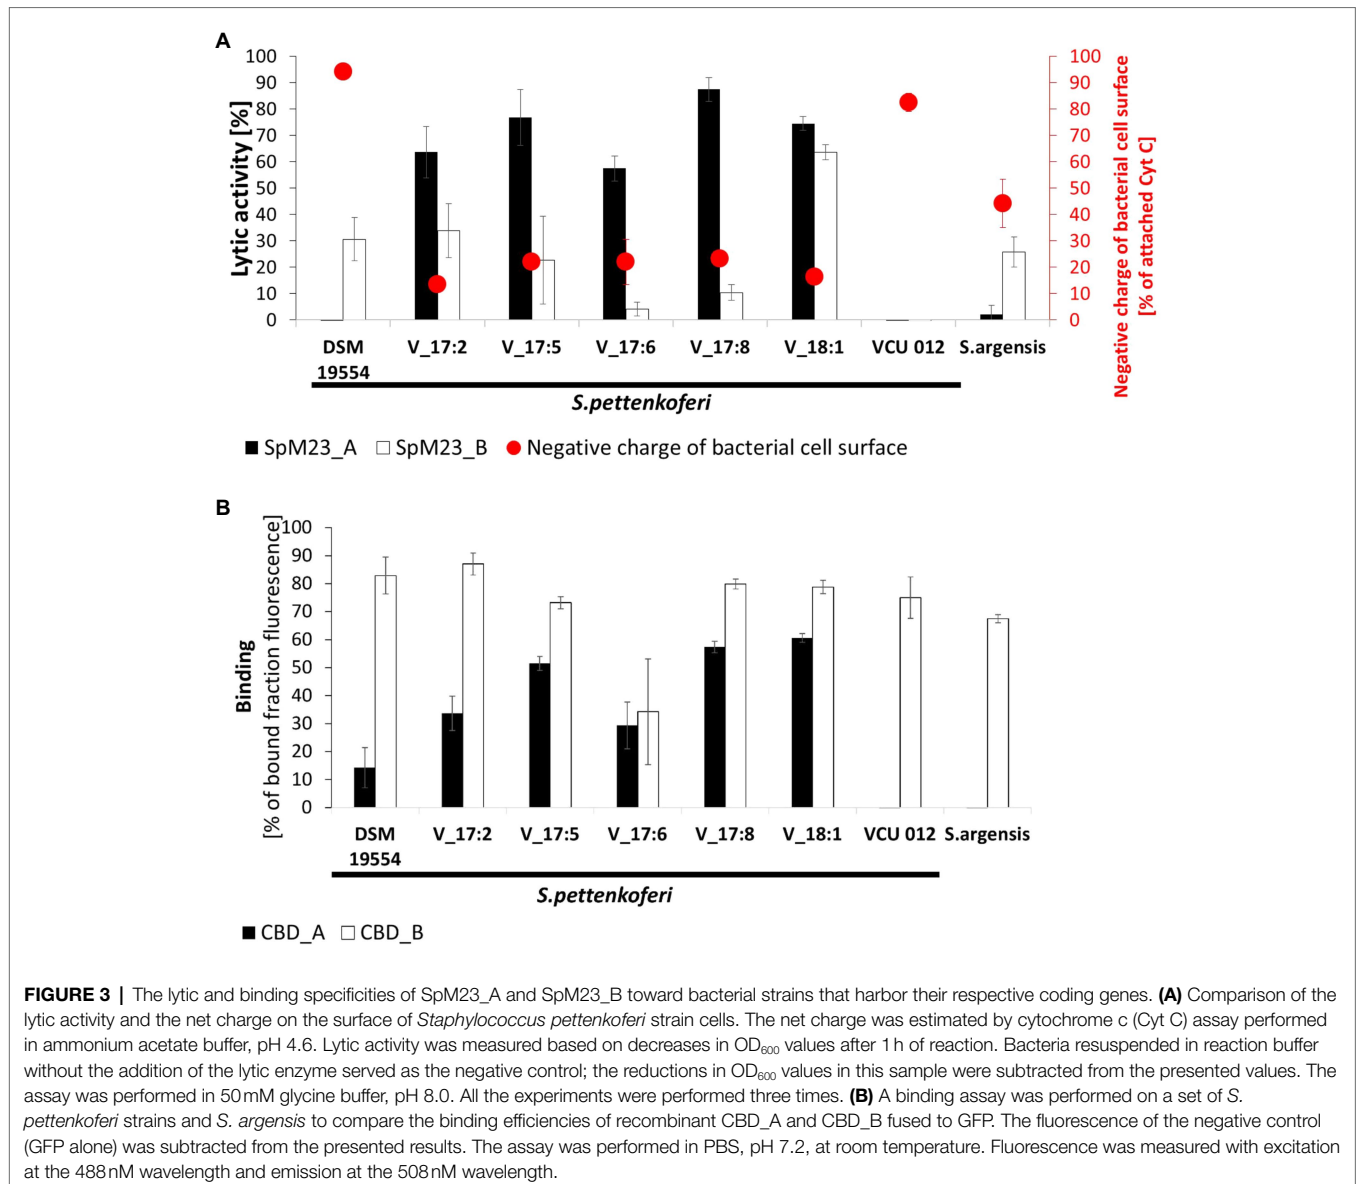 A
100
90
80
70
60
50
40
30
20
10
0
Lytic activity [%]
100
90
80
70
60
50
40
30
20
10
0
Negative charge of bacterial cell surface
[% of attached Cyt C]
DSM 19554
V_17:2
V_17:5
V_17:6
V_17:8
V_18:1
VCU 012
S.argensis
S.pettenkoferi
SpM23_A
SpM23_B
Negative charge of bacterial cell surface
B
100
90
80
70
60
50
40
30
20
10
0
Binding
[% of bound fraction fluorescence]
DSM 19554
V_17:2
V_17:5
V_17:6
V_17:8
V_18:1
VCU 012
S.argensis
S.pettenkoferi
CBD_A
CBD_B
FIGURE 3 | The lytic and binding specificities of SpM23_A and SpM23_B toward bacterial strains that harbor their respective coding genes. (A) Comparison of the
lytic activity and the net charge on the surface of Staphylococcus pettenkoferi strain cells. The net charge was estimated by cytochrome c (Cyt C) assay performed
in ammonium acetate buffer, pH 4.6. Lytic activity was measured based on decreases in OD600 values after 1 h of reaction. Bacteria resuspended in reaction buffer
without the addition of the lytic enzyme served as the negative control; the reductions in OD600 values in this sample were subtracted from the presented values. The
assay was performed in 50 mM glycine buffer, pH 8.0. All the experiments were performed three times. (B) A binding assay was performed on a set of S.
pettenkoferi strains and S. argensis to compare the binding efficiencies of recombinant CBD_A and CBD_B fused to GFP. The fluorescence of the negative control
(GFP alone) was subtracted from the presented results. The assay was performed in PBS, pH 7.2, at room temperature. Fluorescence was measured with excitation
at the 488 nM wavelength and emission at the 508 nM wavelength.